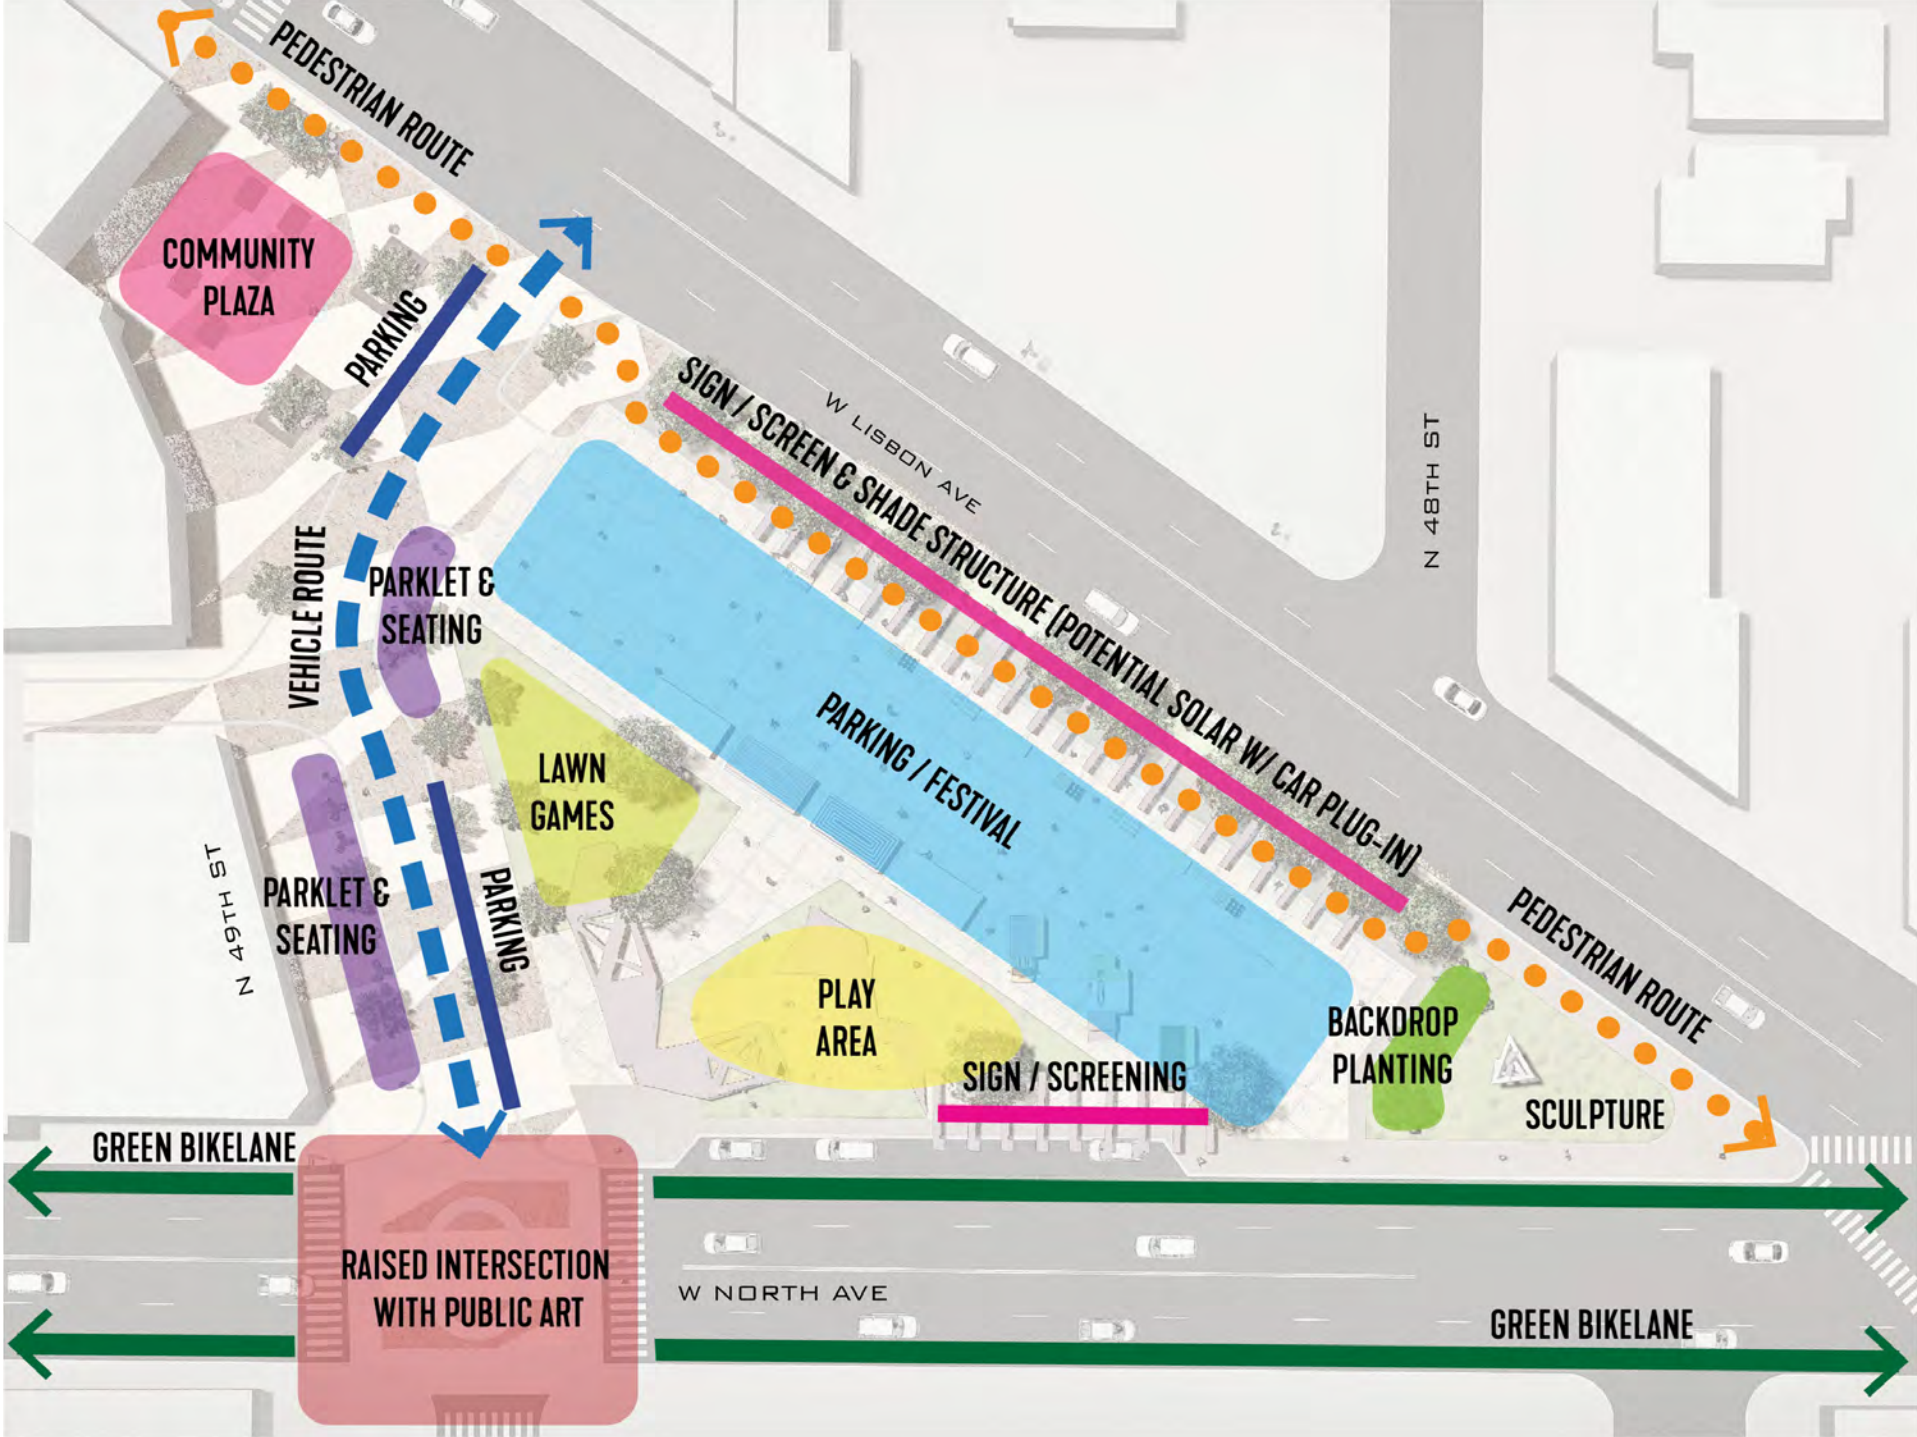 PEDESTRIAN ROUTE
COMMUNITY
PLAZA
PARKING
SIGN / SCREEN & SHADE STRUCTURE (POTENTIAL SOLAR W/ CAR PLUG-IN)
W LISBON AVE
N 48TH ST
VEHICLE ROUTE
PARKLET &
SEATING
LAWN
GAMES
PARKING / FESTIVAL
N 49TH ST
PARKLET &
SEATING
PARKING
PLAY
AREA
SIGN / SCREENING
BACKDROP
PLANTING
PEDESTRIAN ROUTE
SCULPTURE
GREEN BIKELANE
RAISED INTERSECTION
WITH PUBLIC ART
W NORTH AVE
GREEN BIKELANE